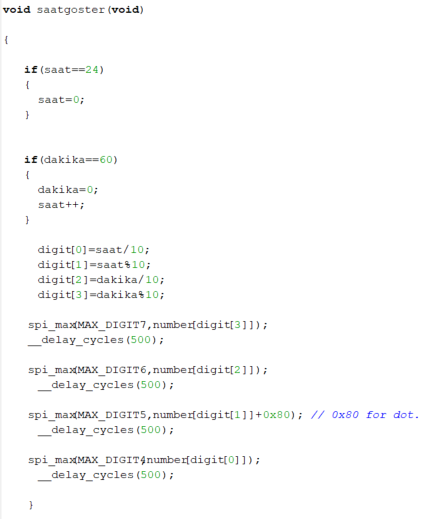 void saatgoster(void)
{
if(saat==24)
{
saat=0;
}
if(dakika==60)
{
dakika=0;
saat++;
}
digit[0]=saat/10;
digit[1]=saat%10;
digit[2]=dakika/10;
digit[3]=dakika%10;
spi_max(MAX_DIGIT7,number[digit[3]]);
__delay_cycles(500);
spi_max(MAX_DIGIT6,number[digit[2]]);
__delay_cycles(500);
spi_max(MAX_DIGIT5,number[digit[1]]+0x80); // 0x80 for dot.
__delay_cycles(500);
spi_max(MAX_DIGIT4,number[digit[0]]);
__delay_cycles(500);
}